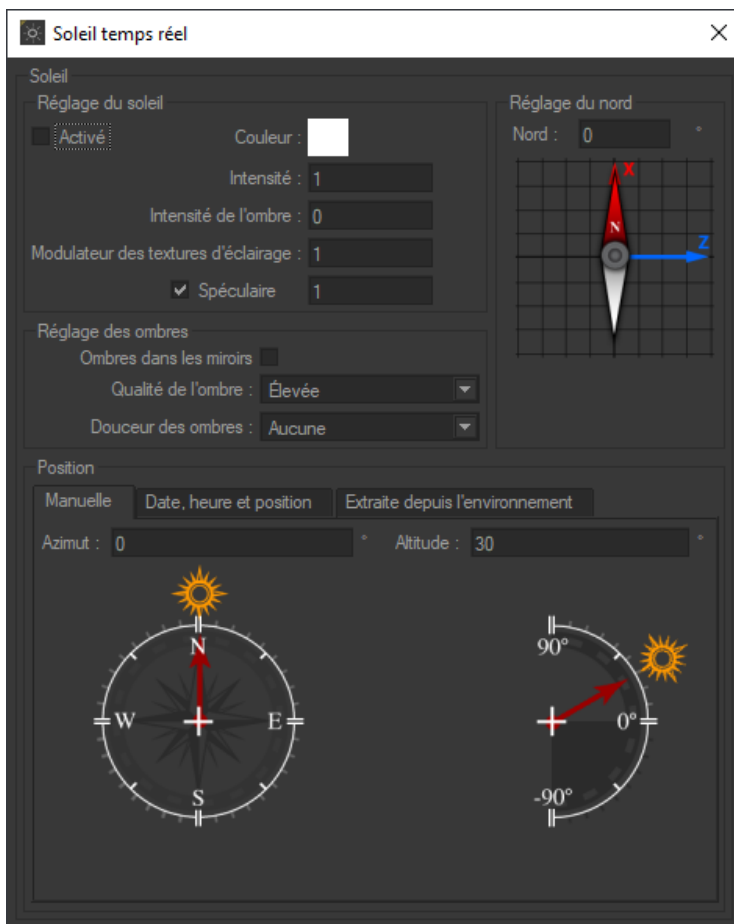 Soleil temps réel
Soleil
Réglage du soleil
Activé
Couleur :
Intensité : 1
Intensité de l'ombre : 0
Modulateur des textures d'éclairage : 1
Spéculaire 1
Réglage du nord
Nord : 0 °
X
N
Z
Réglage des ombres
Ombres dans les miroirs
Qualité de l'ombre : Élevée
Douceur des ombres : Aucune
Position
Manuelle Date, heure et position Extraite depuis l'environnement
Azimut : 0 ° Altitude : 30 °
N
W E
S
90°
0°
-90°